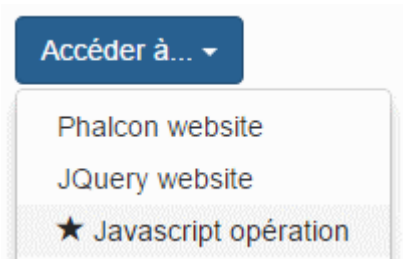 Accéder à...
Phalcon website
JQuery website
★ Javascript opération